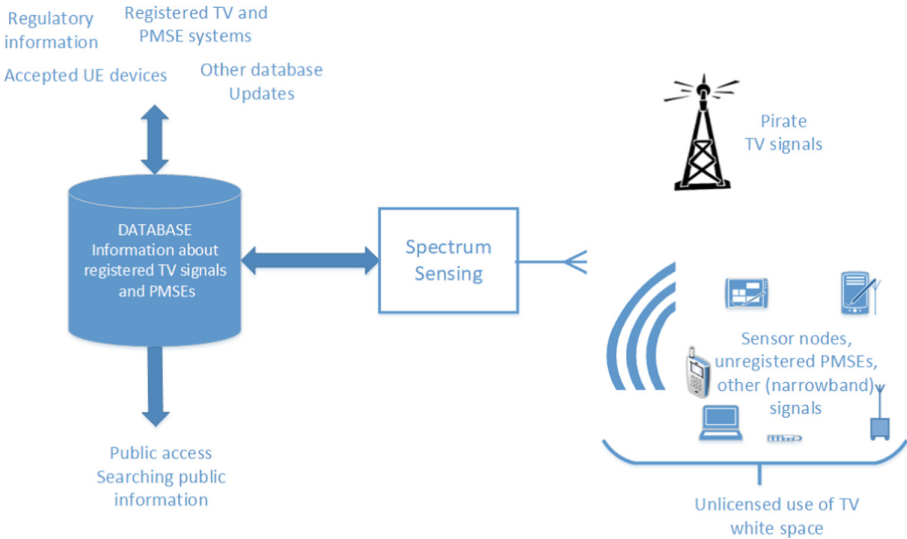 Regulatory
information
Registered TV and
PMSE systems
Accepted UE devices
Other database
Updates
DATABASE
Information about
registered TV signals
and PMSEs
Spectrum
Sensing
Pirate
TV signals
Sensor nodes,
unregistered PMSEs,
other (narrowband)
signals
Public access
Searching public
information
Unlicensed use of TV
white space